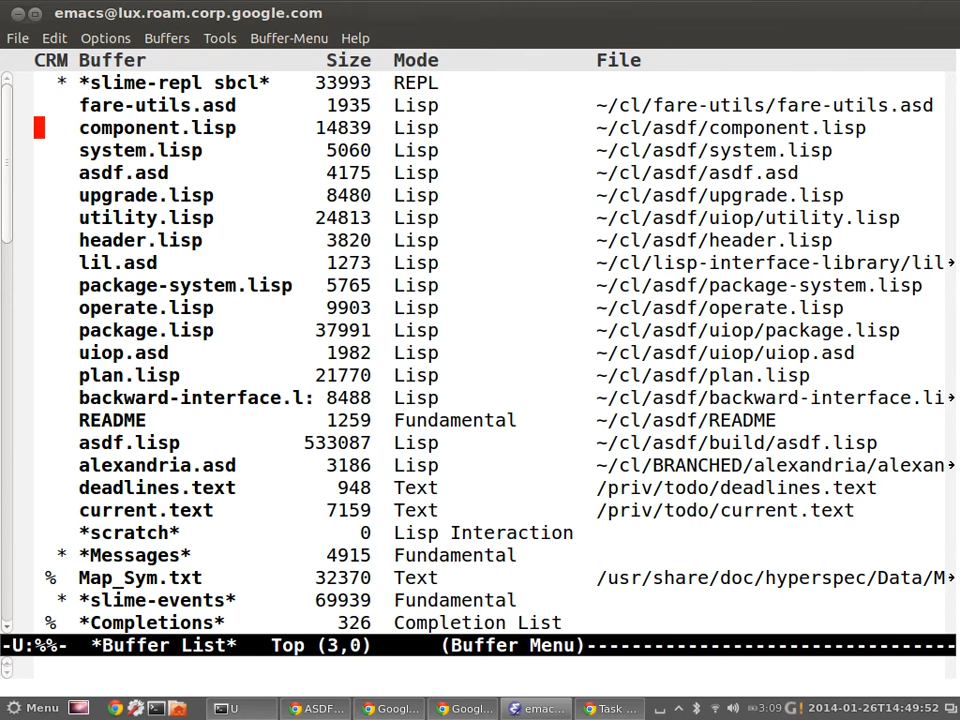 emacs@lux.roam.corp.google.com
File Edit Options Buffers Tools Buffer-Menu Help
CRM Buffer Size Mode File
* *slime-repl sbcl* 33993 REPL
fare-utils.asd 1935 Lisp ~/cl/fare-utils/fare-utils.asd
component.lisp 14839 Lisp ~/cl/asdf/component.lisp
system.lisp 5060 Lisp ~/cl/asdf/system.lisp
asdf.asd 4175 Lisp ~/cl/asdf/asdf.asd
upgrade.lisp 8480 Lisp ~/cl/asdf/upgrade.lisp
utility.lisp 24813 Lisp ~/cl/asdf/uiop/utility.lisp
header.lisp 3820 Lisp ~/cl/asdf/header.lisp
lil.asd 1273 Lisp ~/cl/lisp-interface-library/lil
package-system.lisp 5765 Lisp ~/cl/asdf/package-system.lisp
operate.lisp 9903 Lisp ~/cl/asdf/operate.lisp
package.lisp 37991 Lisp ~/cl/asdf/uiop/package.lisp
uiop.asd 1982 Lisp ~/cl/asdf/uiop/uiop.asd
plan.lisp 21770 Lisp ~/cl/asdf/plan.lisp
backward-interface.l: 8488 Lisp ~/cl/asdf/backward-interface.li
README 1259 Fundamental ~/cl/asdf/README
asdf.lisp 533087 Lisp ~/cl/asdf/build/asdf.lisp
alexandria.asd 3186 Lisp ~/cl/BRANCHED/alexandria/alexan
deadlines.text 948 Text /priv/todo/deadlines.text
current.text 7159 Text /priv/todo/current.text
*scratch* 0 Lisp Interaction
* *Messages* 4915 Fundamental
% Map_Sym.txt 32370 Text /usr/share/doc/hyperspec/Data/M
* *slime-events* 69939 Fundamental
% *Completions* 326 Completion List
-U:%%- *Buffer List* Top (3,0) (Buffer Menu)---------------------------------
Menu U ASDF... Googl... Googl... emac... Task ... 3:09 2014-01-26T14:49:52